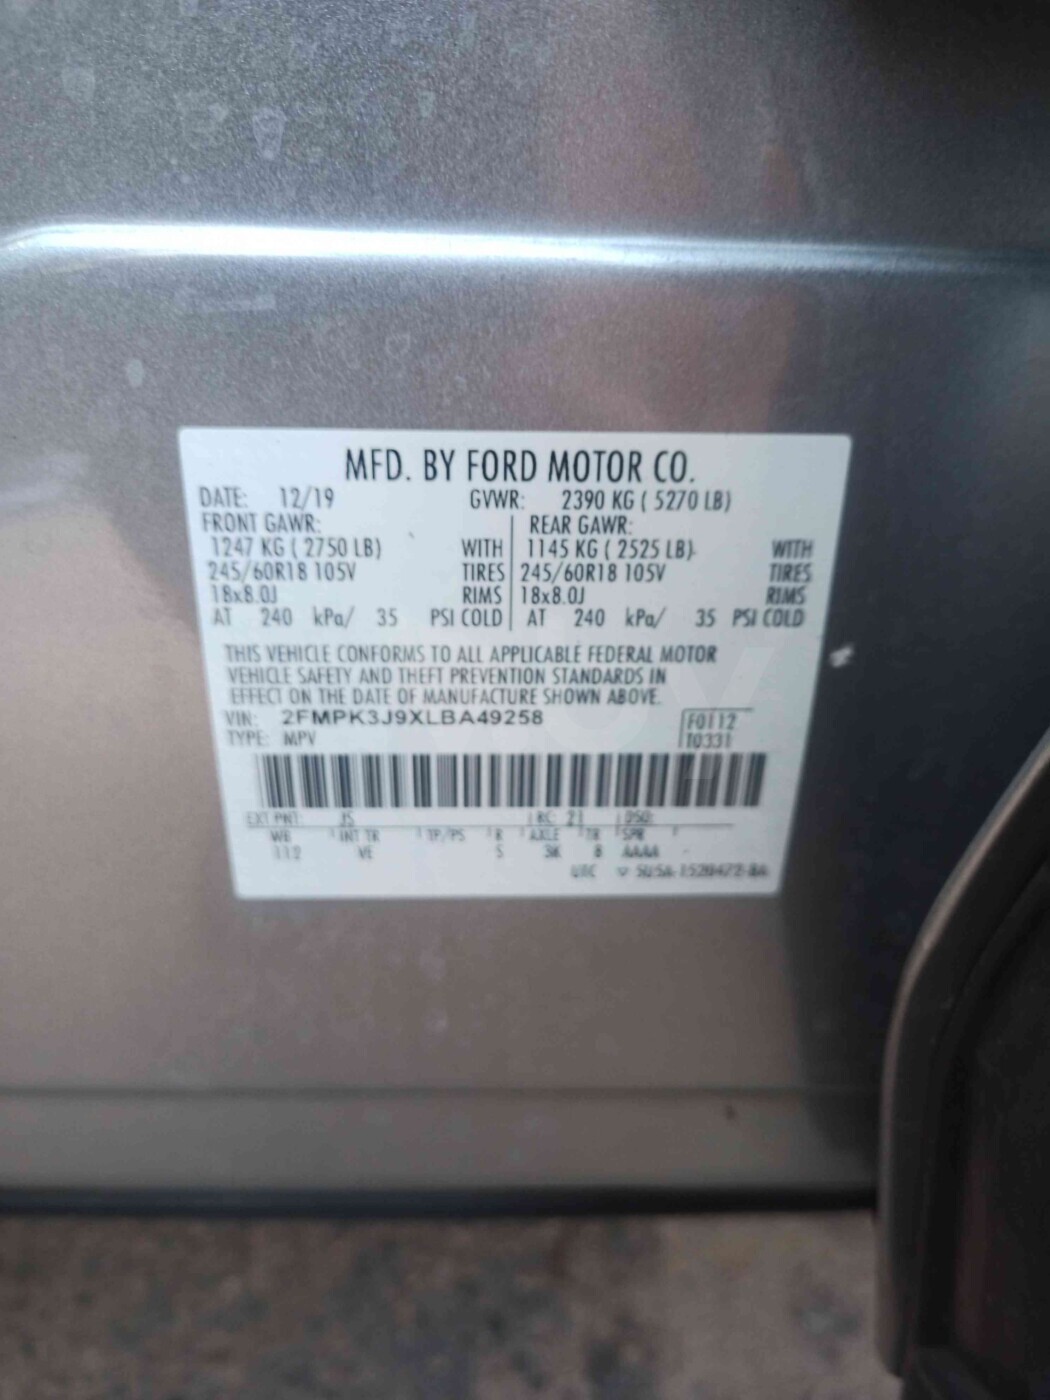 MFD. BY FORD MOTOR CO.
DATE: 12/19 GVWR: 2390 KG ( 5270 LB)
FRONT GAWR: REAR GAWR:
1247 KG ( 2750 LB) WITH 1145 KG ( 2525 LB) WITH
245/60R18 105V TIRES 245/60R18 105V TIRES
18x8.0J RIMS 18x8.0J RIMS
AT 240 kPa/ 35 PSI COLD AT 240 kPa/ 35 PSI COLD
THIS VEHICLE CONFORMS TO ALL APPLICABLE FEDERAL MOTOR
VEHICLE SAFETY AND THEFT PREVENTION STANDARDS IN
EFFECT ON THE DATE OF MANUFACTURE SHOWN ABOVE.
VIN: 2FMPK3J9XLBA49258 F0112
TYPE: MPV T0331
EXT PNT: JS RC: 21 DSO:
WB INT TR TP/PS R AXLE TR SPR
112 VE S 3K 8 AAAA
UTC